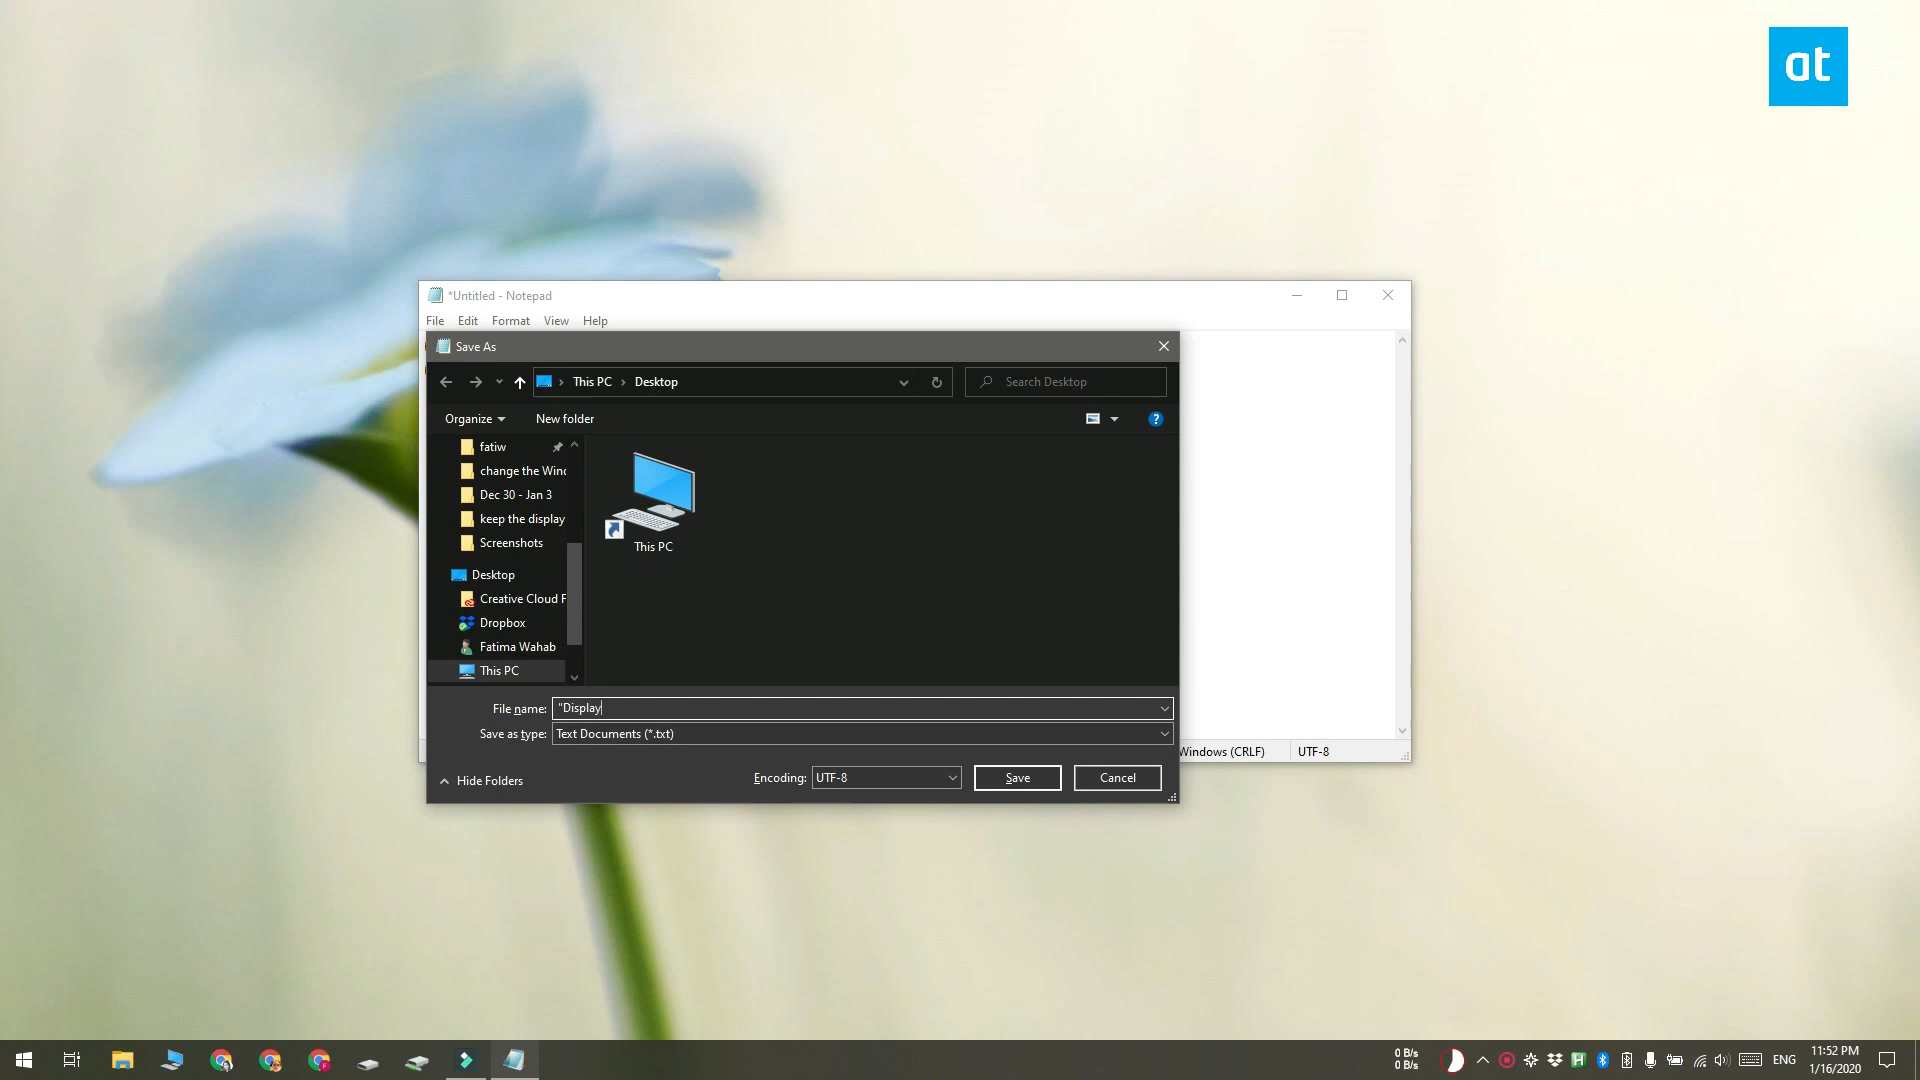 at
*Untitled - Notepad
File Edit Format View Help
Save As
This PC Desktop
Search Desktop
Organize New folder
?
fatiw
change the Wind
Dec 30 - Jan 3
keep the display
Screenshots
Desktop
Creative Cloud F
Dropbox
Fatima Wahab
This PC
This PC
File name: "Display
Save as type: Text Documents (*.txt)
Hide Folders
Encoding: UTF-8
Save
Cancel
Windows (CRLF) UTF-8
0 B/s
0 B/s
ENG
11:52 PM
1/16/2020